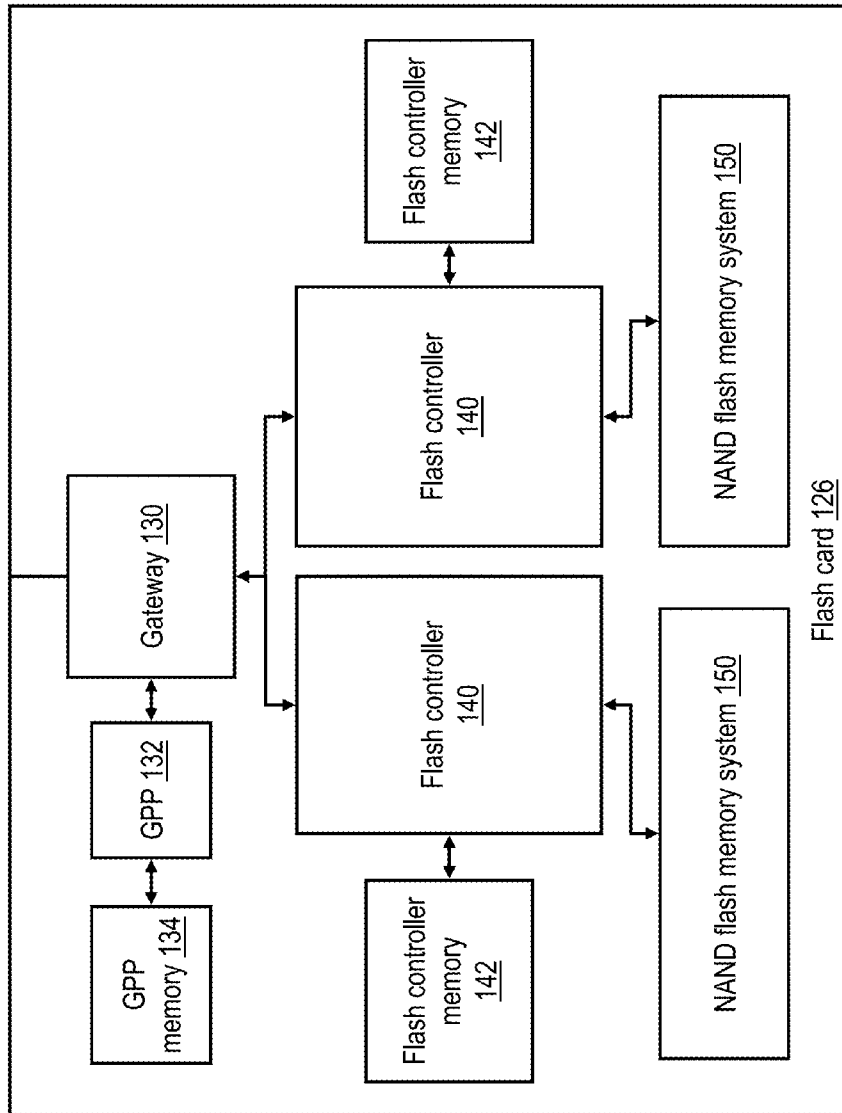 GPP
memory 134
GPP 132
Gateway 130
Flash controller
memory
142
Flash controller
140
Flash controller
140
Flash controller
memory
142
NAND flash memory system 150
NAND flash memory system 150
Flash card 126